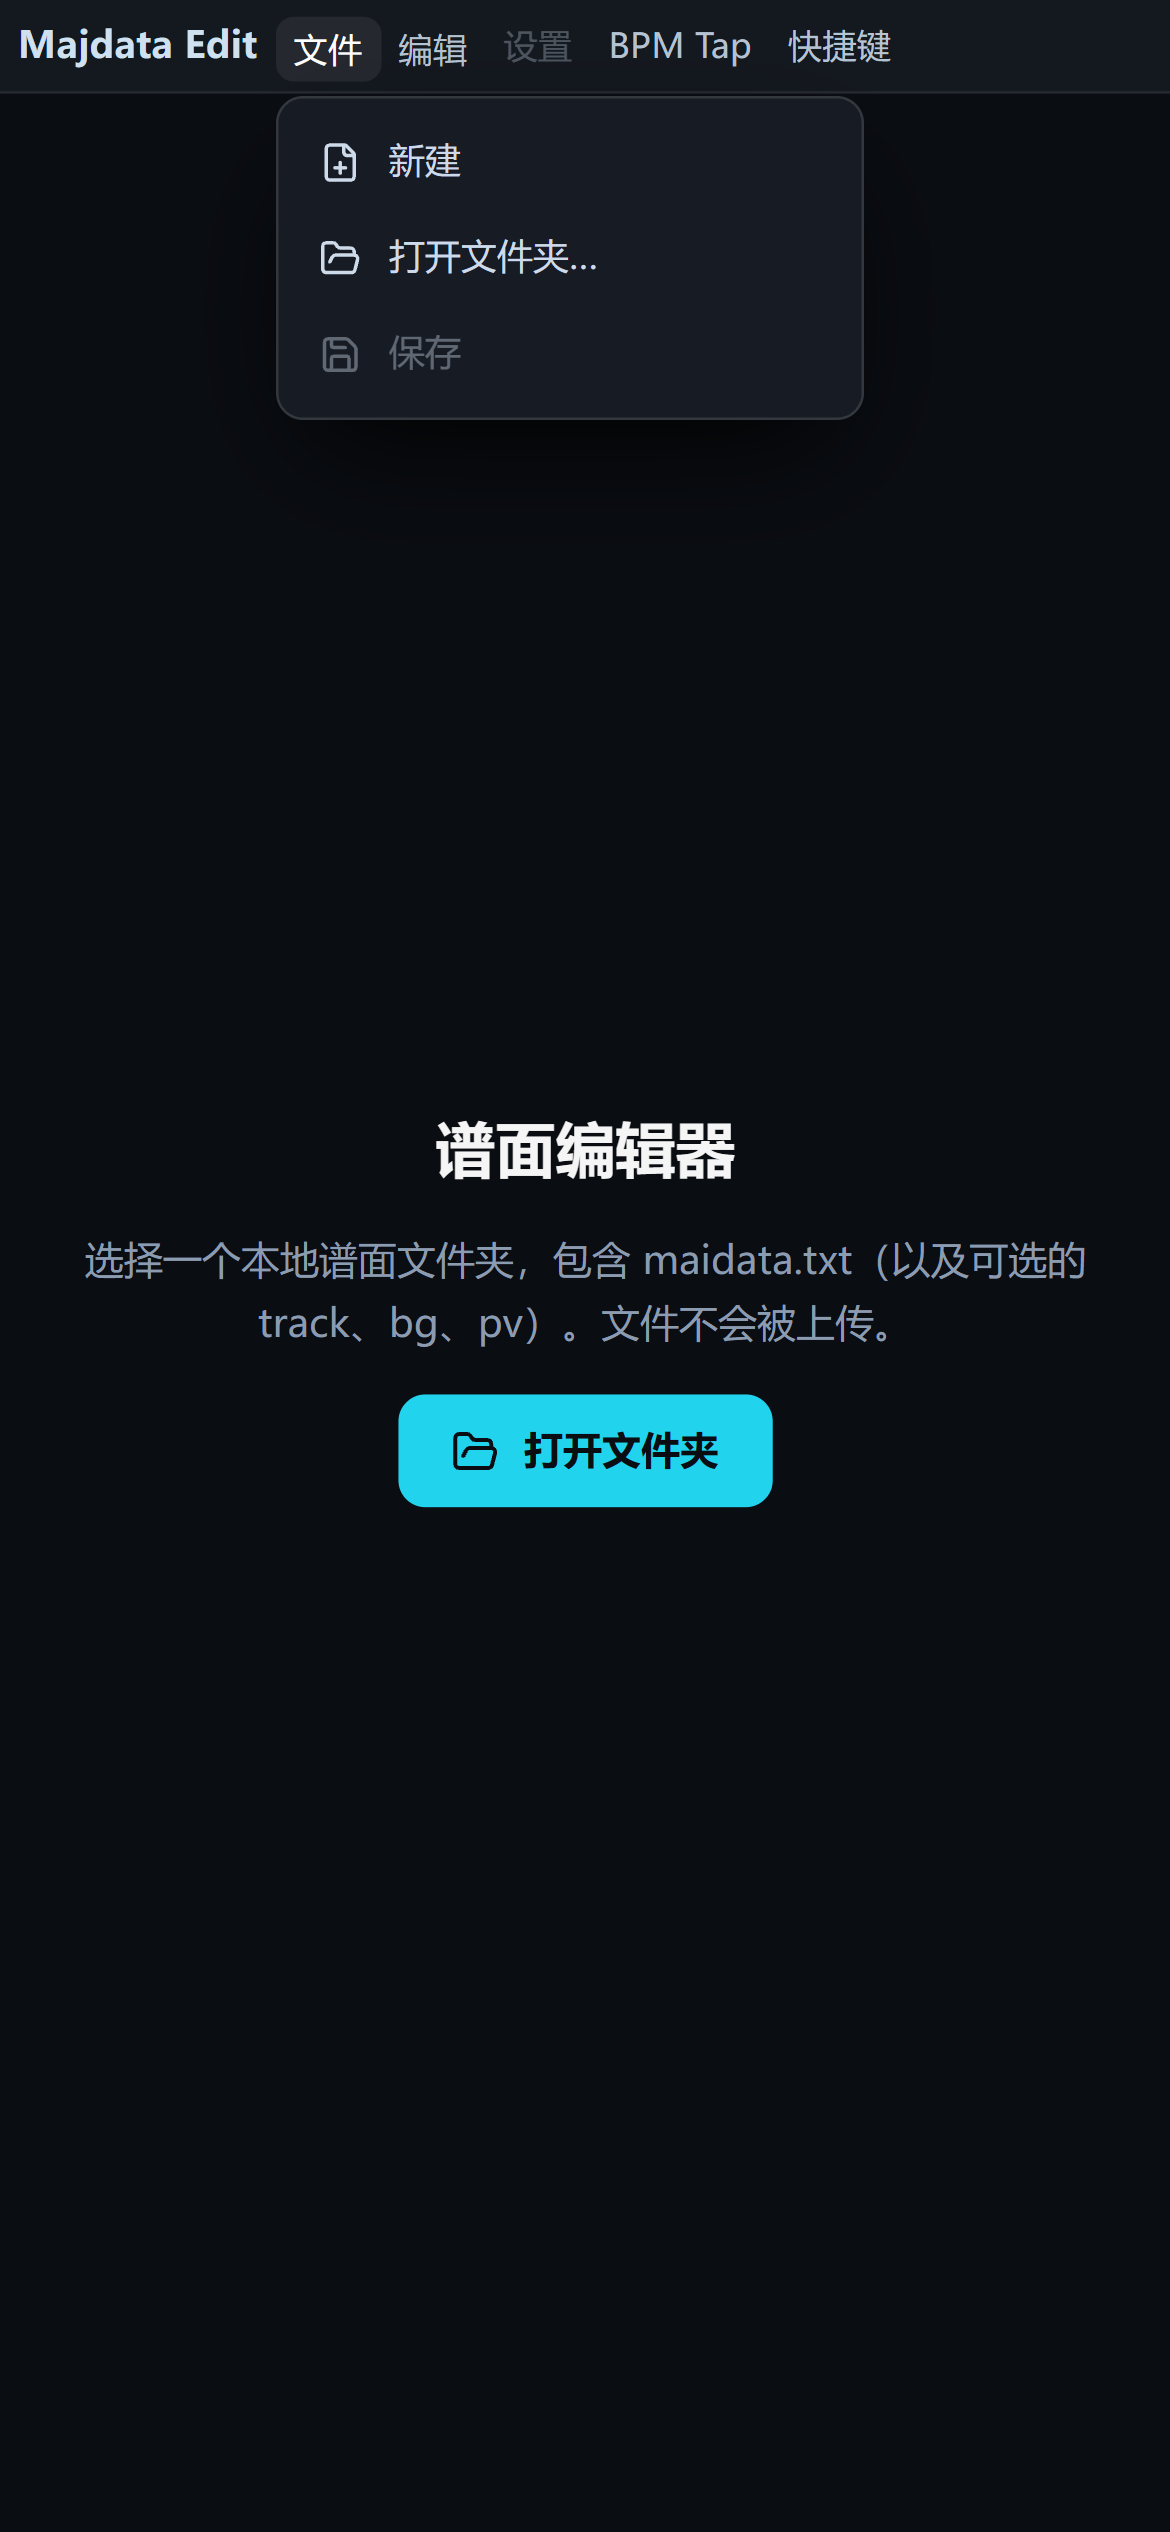 Majdata Edit 文件 编辑 设置 BPM Tap 快捷键
新建
打开文件夹...
保存
谱面编辑器
选择一个本地谱面文件夹，包含 maidata.txt（以及可选的
track、bg、pv）。文件不会被上传。
打开文件夹